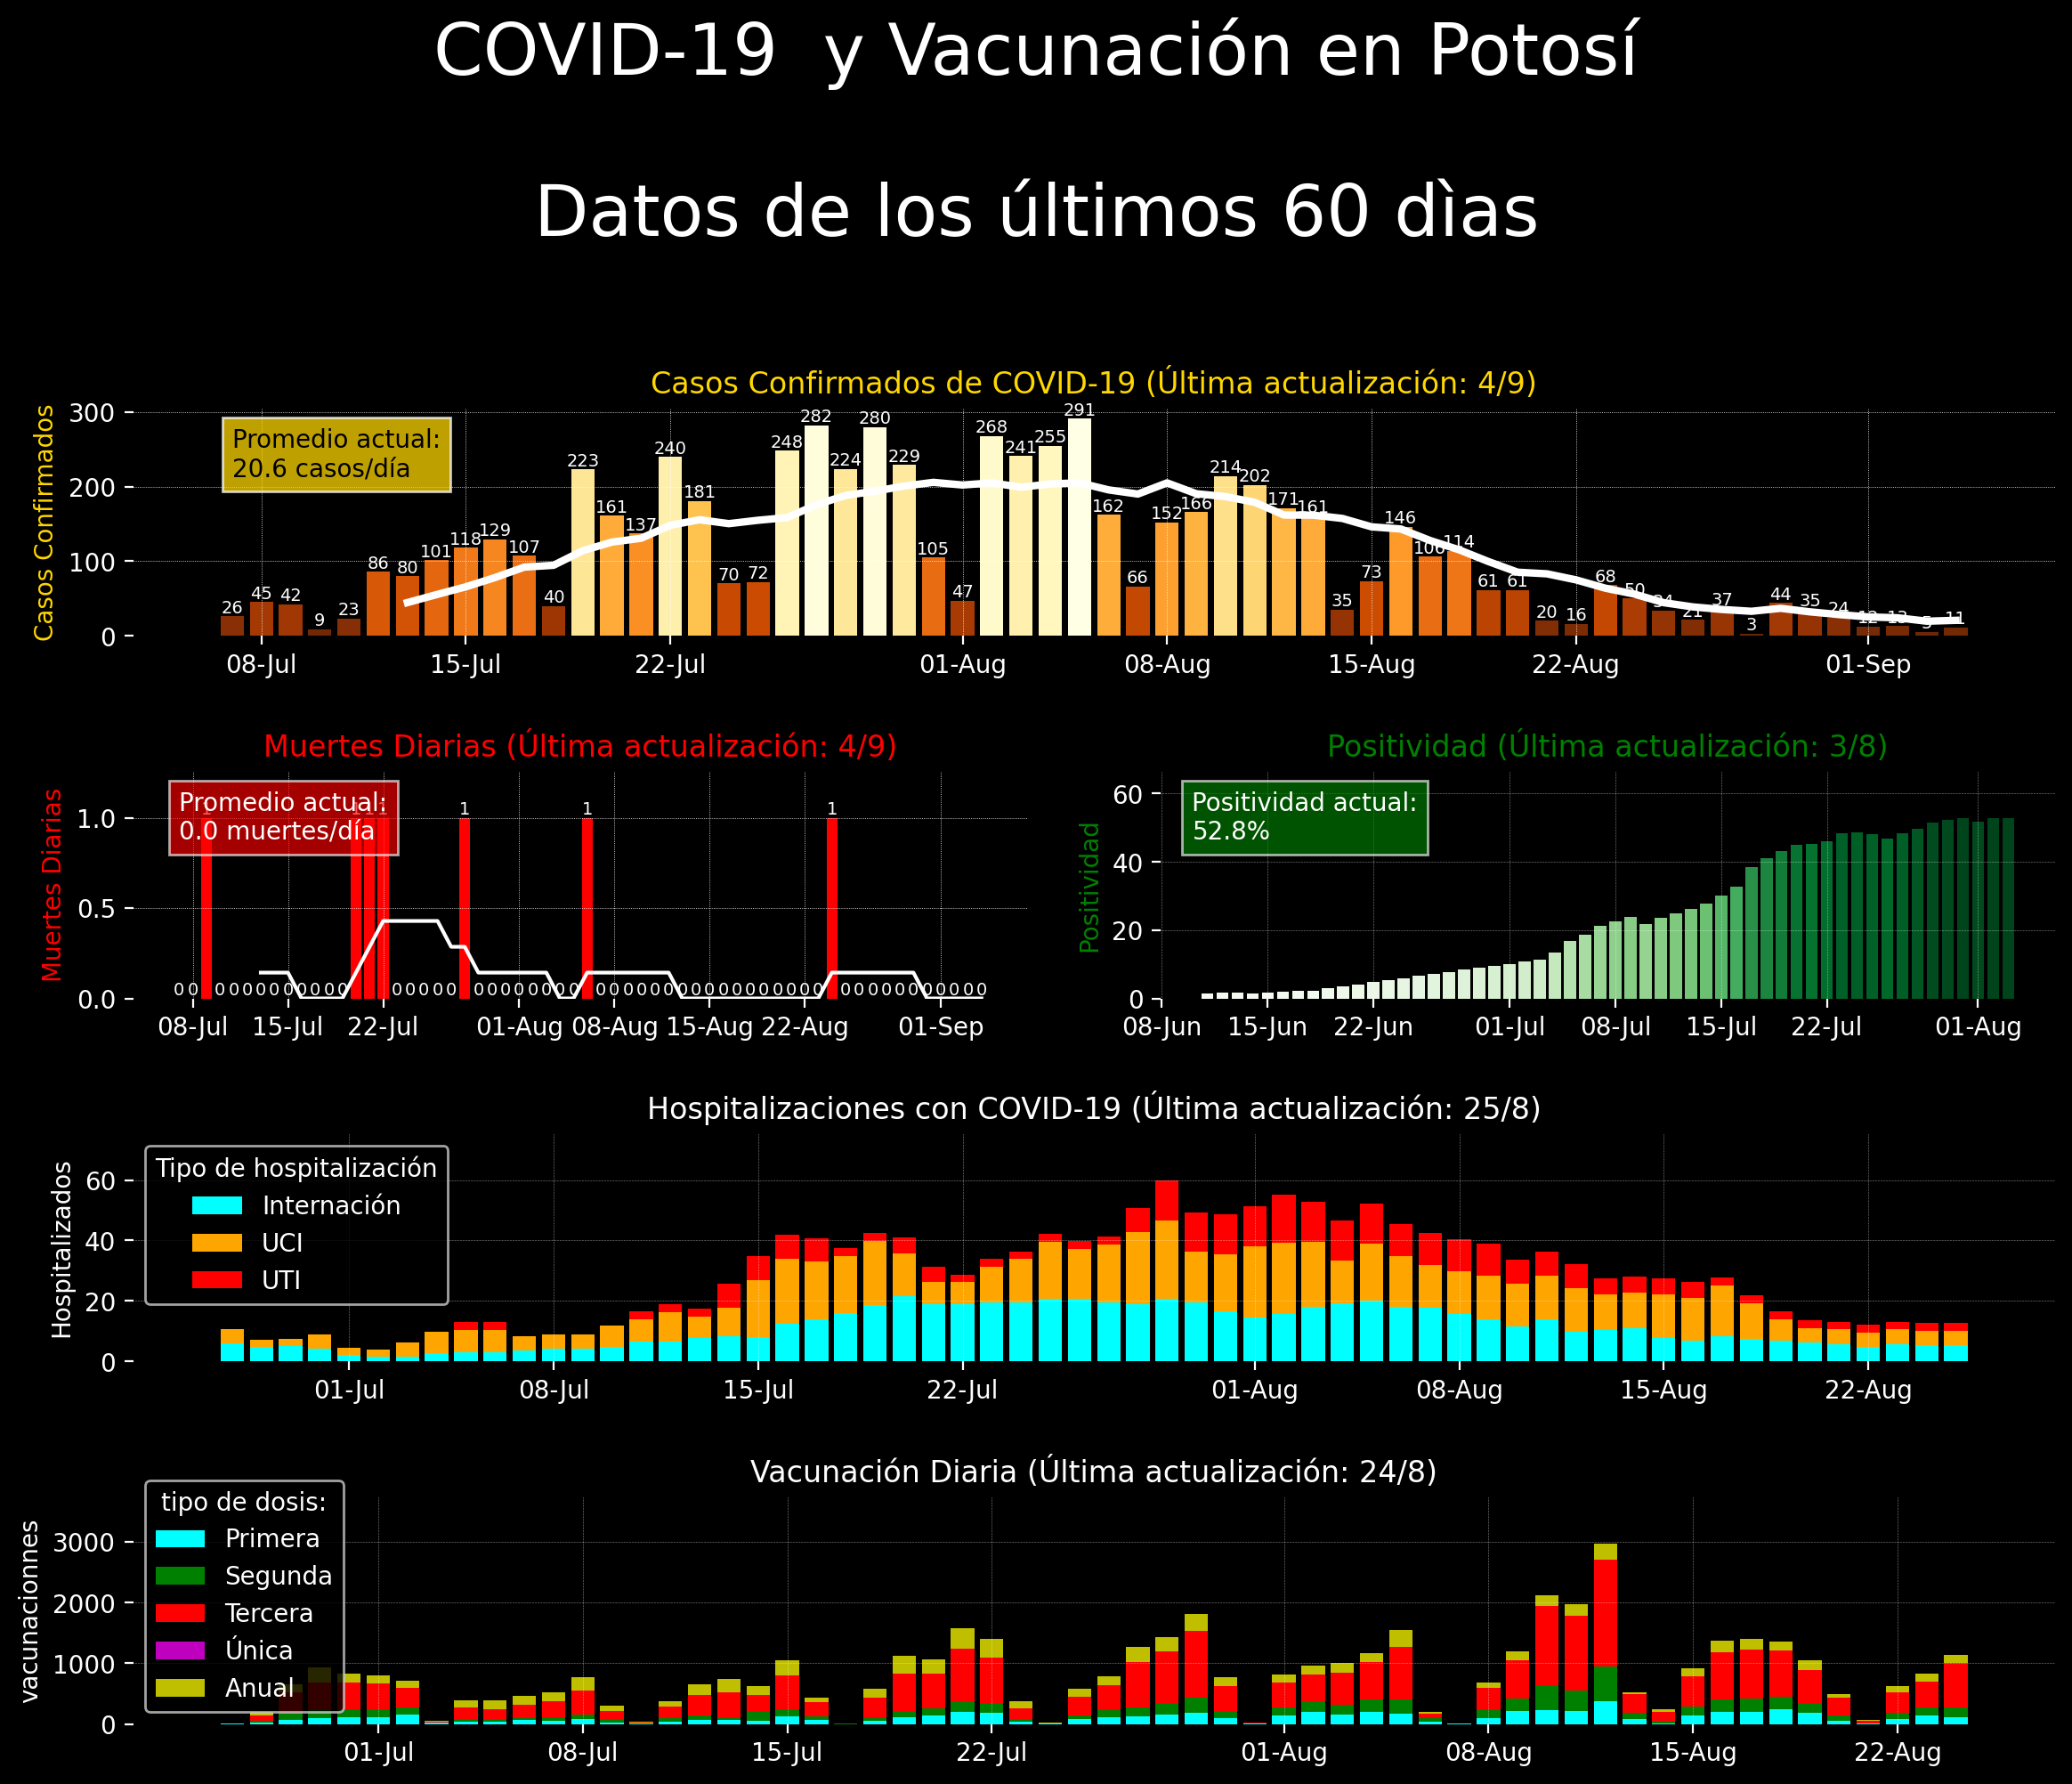 COVID-19  y Vacunación en Potosí
Datos de los últimos 60 dìas
Casos Confirmados de COVID-19 (Última actualización: 4/9)
Casos Confirmados
300
200
100
0
Promedio actual:
20.6 casos/día
26 45 42 9 23 86 80 101 118 129 107 40 223 161 137 240 181 70 72 248 282 224 280 229 105 47 268 241 255 291 162 66 152 166 214 202 171 161 35 73 146 106 114 61 61 20 16 68 50 34 21 37 3 44 35 24 12 13 5 11
08-Jul 15-Jul 22-Jul 01-Aug 08-Aug 15-Aug 22-Aug 01-Sep
Muertes Diarias (Última actualización: 4/9)
Muertes Diarias
1.0
0.5
0.0
Promedio actual:
0.0 muertes/día
1 1 1 1 1 1 1
0 0 0 0 0 0 0 0 0 0 0 0 0 0 0 0 0 0 0 0 0 0 0 0 0 0 0 0 0 0 0 0 0 0 0 0 0 0 0 0 0 0 0 0 0 0 0 0 0 0 0 0 0
08-Jul 15-Jul 22-Jul 01-Aug 08-Aug 15-Aug 22-Aug 01-Sep
Positividad (Última actualización: 3/8)
Positividad
60
40
20
0
Positividad actual:
52.8%
08-Jun 15-Jun 22-Jun 01-Jul 08-Jul 15-Jul 22-Jul 01-Aug
Hospitalizaciones con COVID-19 (Última actualización: 25/8)
Hospitalizados
60
40
20
0
Tipo de hospitalización
Internación
UCI
UTI
01-Jul 08-Jul 15-Jul 22-Jul 01-Aug 08-Aug 15-Aug 22-Aug
Vacunación Diaria (Última actualización: 24/8)
vacunacionnes
3000
2000
1000
0
tipo de dosis:
Primera
Segunda
Tercera
Única
Anual
01-Jul 08-Jul 15-Jul 22-Jul 01-Aug 08-Aug 15-Aug 22-Aug